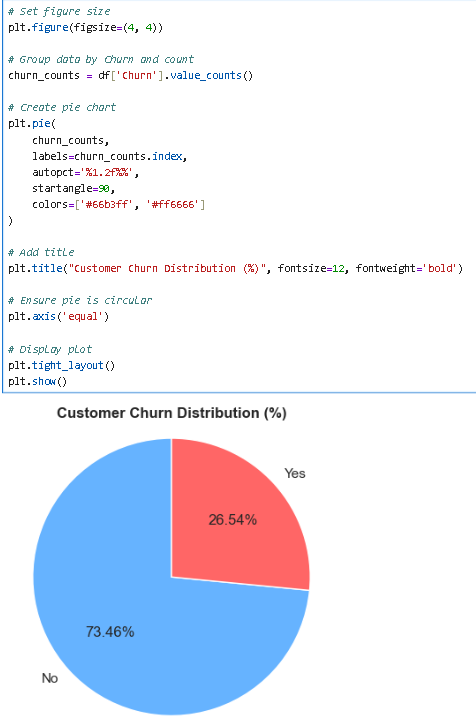 # Set figure size
plt.figure(figsize=(4, 4))
# Group data by Churn and count
churn_counts = df['Churn'].value_counts()
# Create pie chart
plt.pie(
    churn_counts,
    labels=churn_counts.index,
    autopct='%1.2f%%',
    startangle=90,
    colors=['#66b3ff', '#ff6666']
)
# Add title
plt.title("Customer Churn Distribution (%)", fontsize=12, fontweight='bold')
# Ensure pie is circular
plt.axis('equal')
# Display plot
plt.tight_layout()
plt.show()
Customer Churn Distribution (%)
Yes
26.54%
73.46%
No